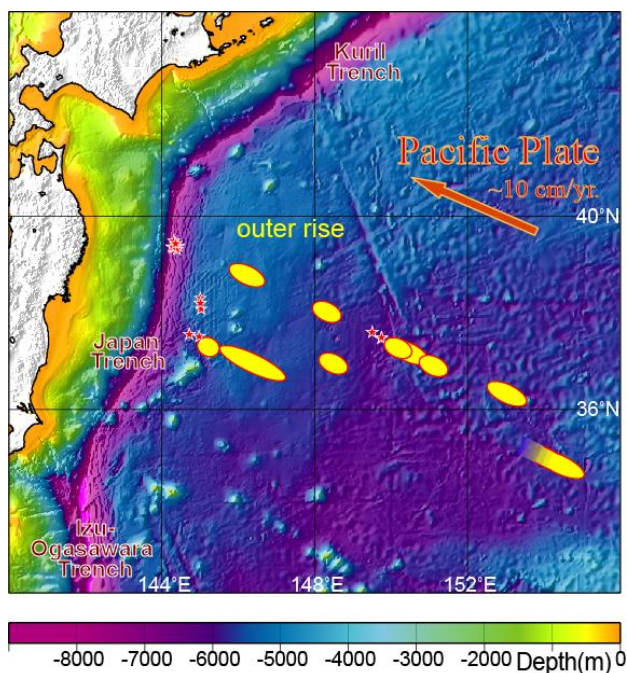 Kuril
Trench
Pacific Plate
~10 cm/yr.
40°N
outer rise
Japan
Trench
36°N
Izu-
Ogasawara
Trench
144°E
148°E
152°E
-8000
-7000
-6000
-5000
-4000
-3000
-2000
Depth(m)
0